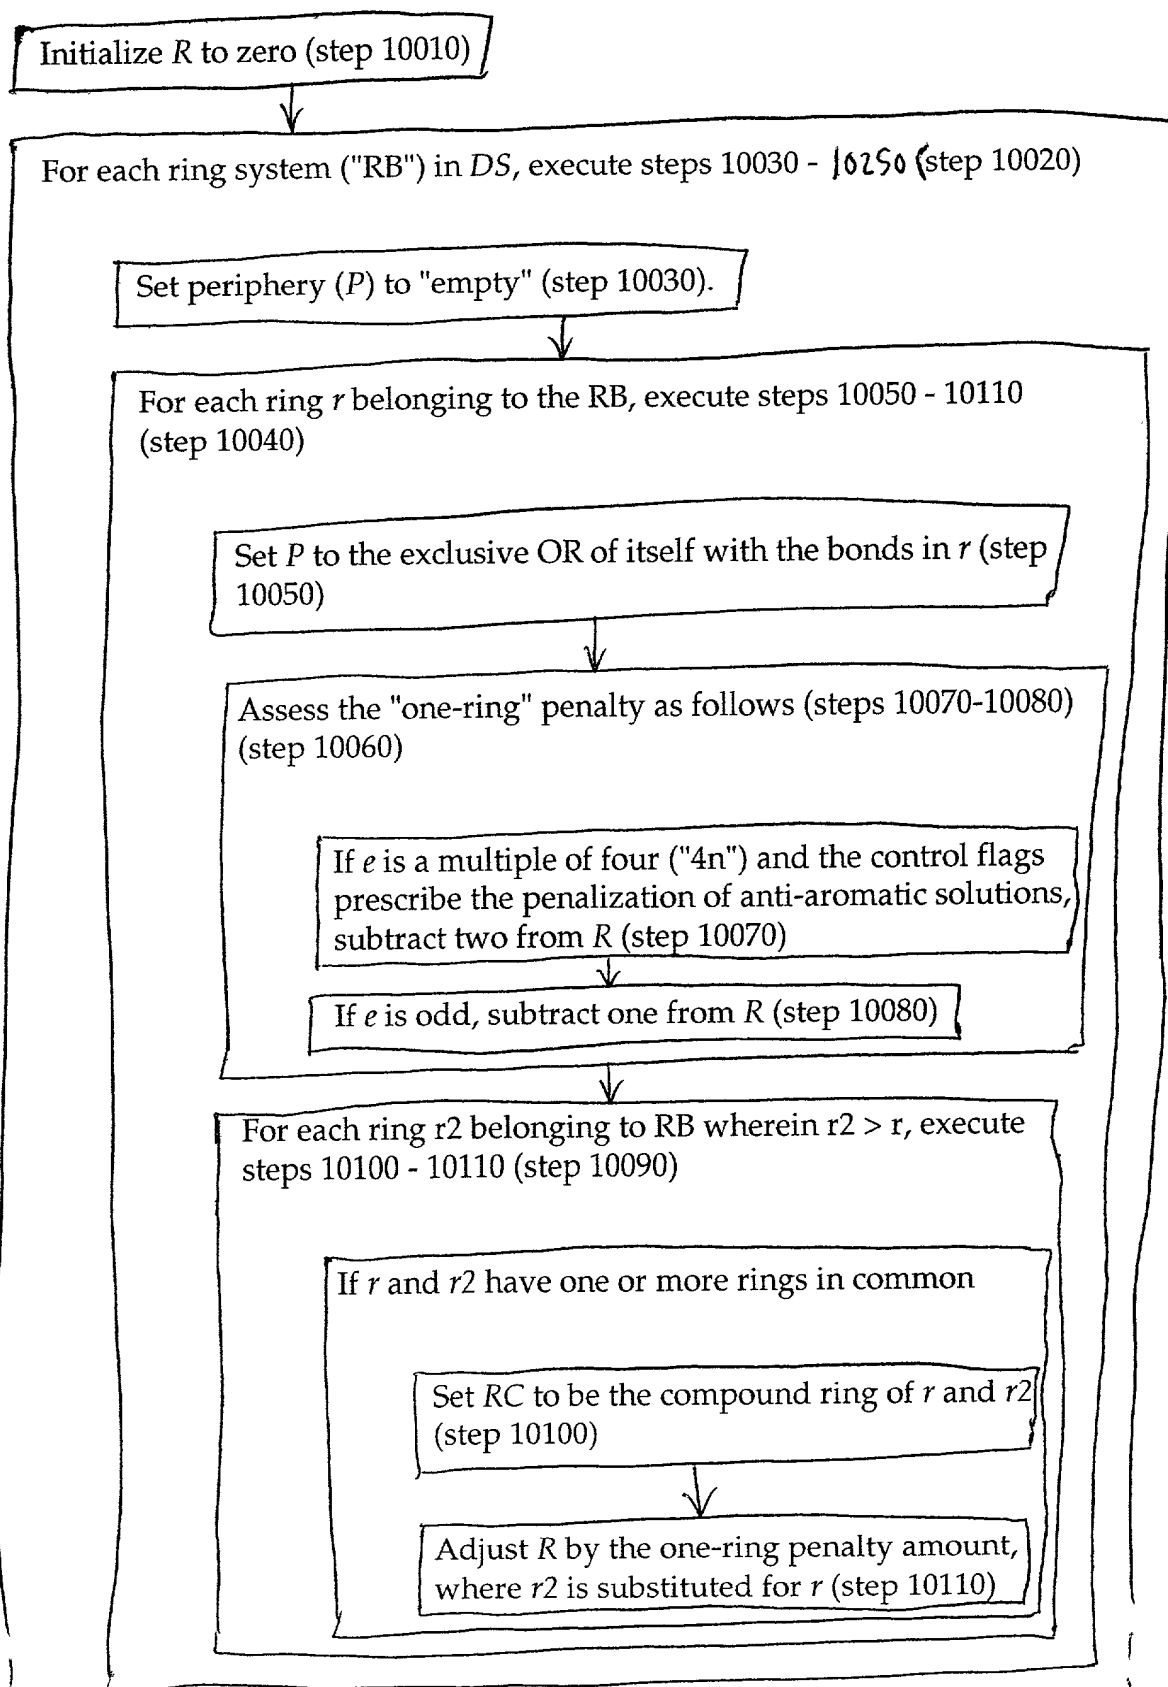 Initialize R to zero (step 10010)
For each ring system ("RB") in DS, execute steps 10030 - 10250 (step 10020)
Set periphery (P) to "empty" (step 10030).
For each ring r belonging to the RB, execute steps 10050 - 10110
(step 10040)
Set P to the exclusive OR of itself with the bonds in r (step
10050)
Assess the "one-ring" penalty as follows (steps 10070-10080)
(step 10060)
If e is a multiple of four ("4n") and the control flags
prescribe the penalization of anti-aromatic solutions,
subtract two from R (step 10070)
If e is odd, subtract one from R (step 10080)
For each ring r2 belonging to RB wherein r2 > r, execute
steps 10100 - 10110 (step 10090)
If r and r2 have one or more rings in common
Set RC to be the compound ring of r and r2
(step 10100)
Adjust R by the one-ring penalty amount,
where r2 is substituted for r (step 10110)